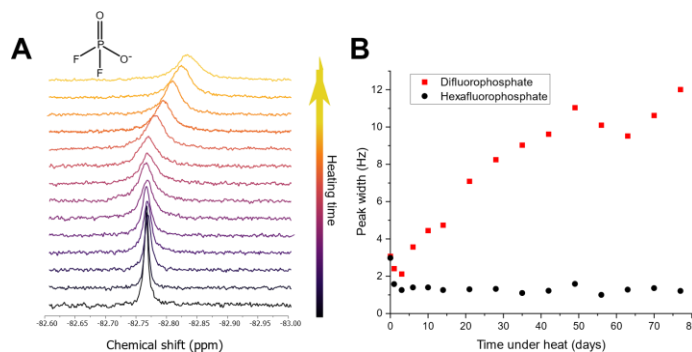 A
O
P
F
O-
F
Heating time
-82.60
-82.65
-82.70
-82.75
-82.80
-82.85
-82.90
-82.95
-83.00
Chemical shift (ppm)
B
Difluorophosphate
Hexafluorophosphate
12
10
8
6
4
2
0
Peak width (Hz)
0
10
20
30
40
50
60
70
80
Time under heat (days)